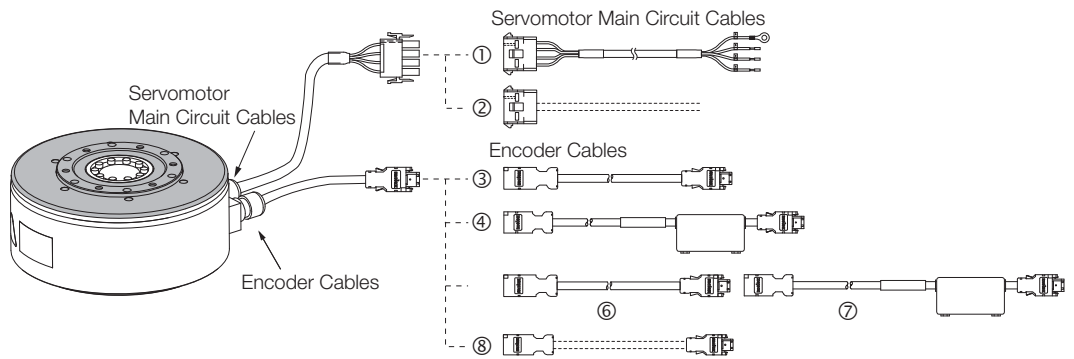 Servomotor Main Circuit Cables
①
Servomotor
Main Circuit Cables
②
Encoder Cables
③
④
Encoder Cables
⑥ ⑦
⑧